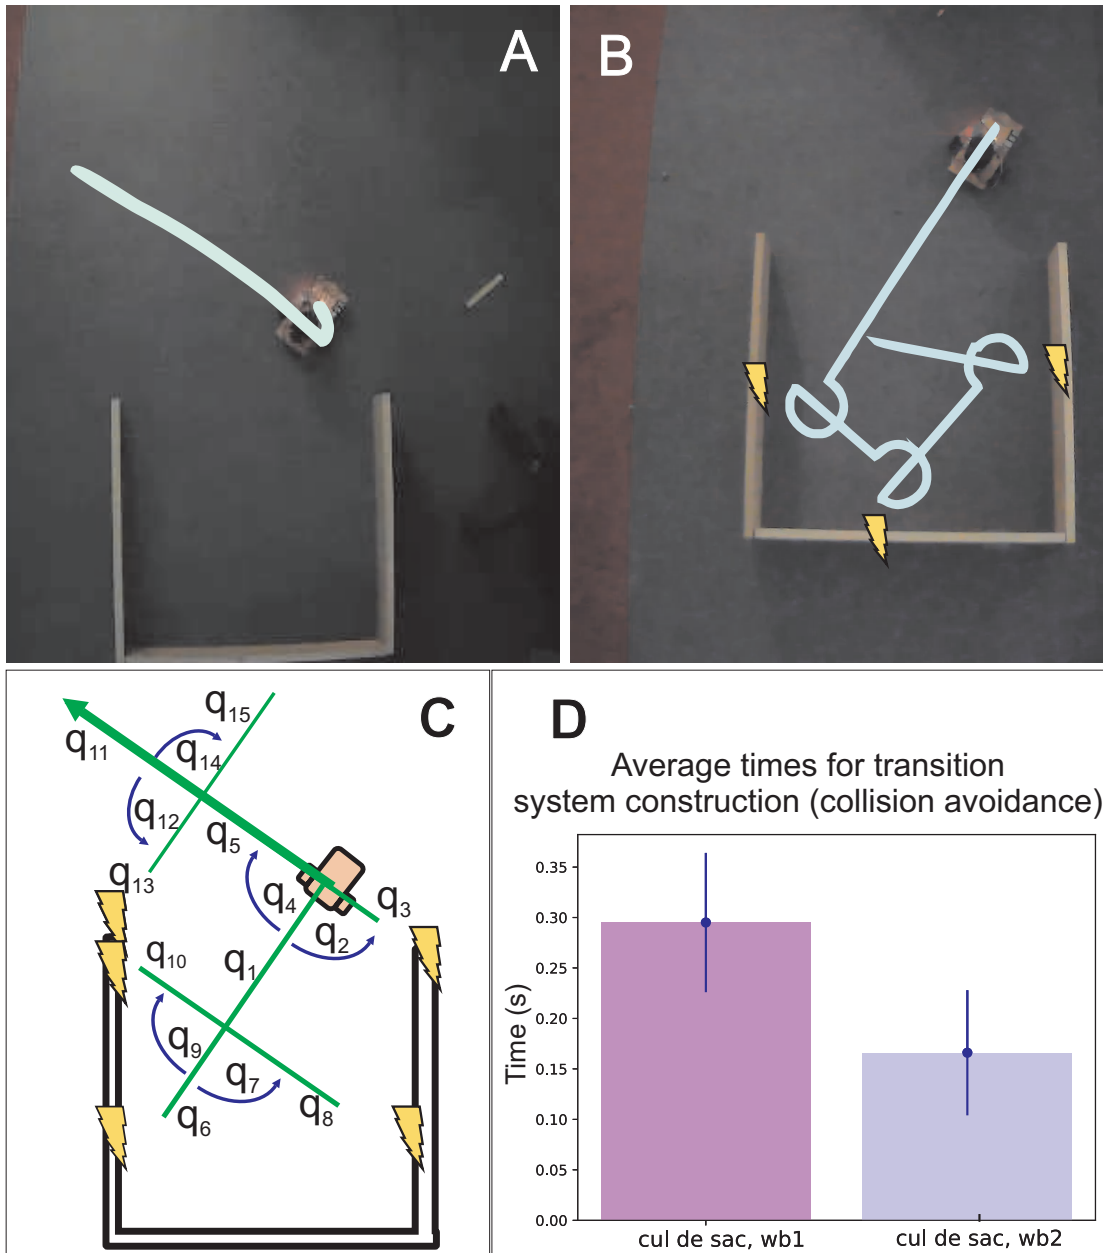 A
B
C
q15
q11
q14
q12
q5
q13
q4
q3
q2
q10
q1
q9
q7
q8
q6
D
Average times for transition
system construction (collision avoidance)
Time (s)
0.35
0.30
0.25
0.20
0.15
0.10
0.05
0.00
cul de sac, wb1
cul de sac, wb2